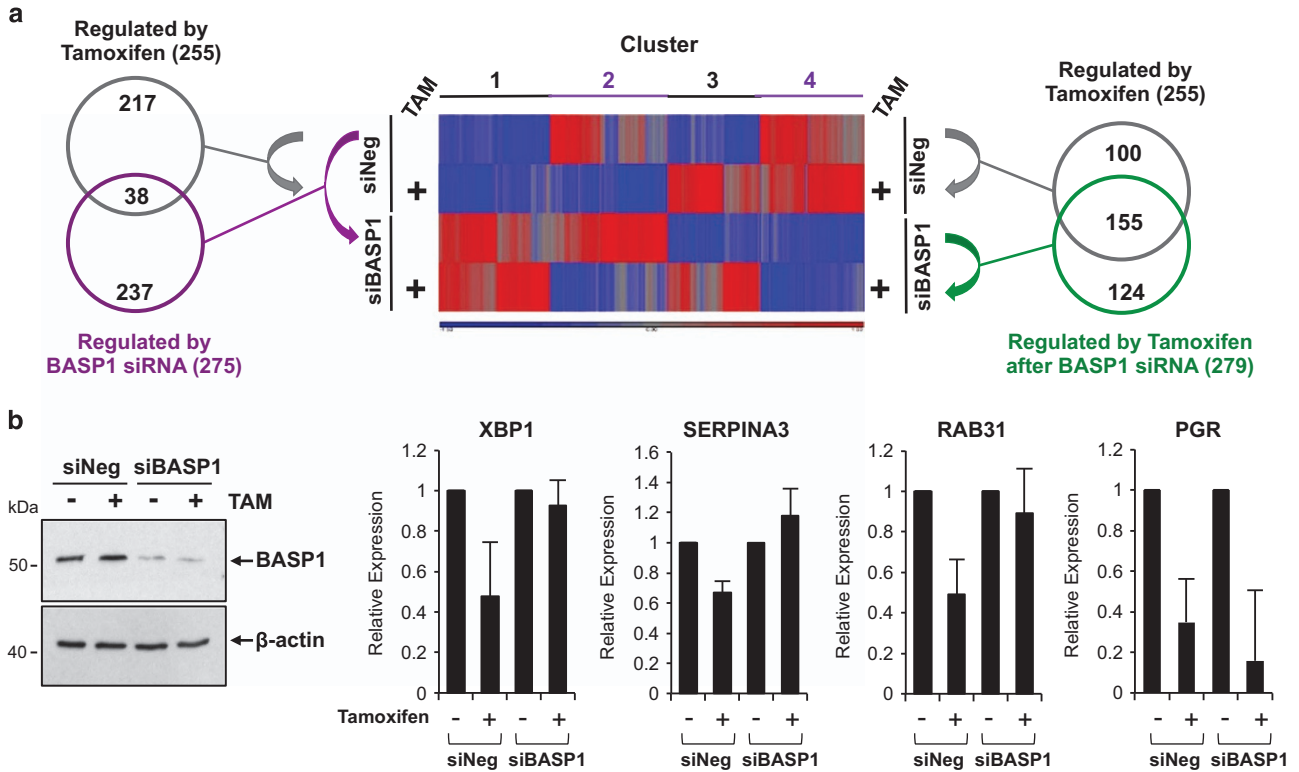 a
Regulated by
Tamoxifen (255)
217
38
237
Regulated by
BASP1 siRNA (275)
Cluster
1 2 3 4
TAM
siNeg
+
siBASP1
+
TAM
siNeg
+
siBASP1
+
Regulated by
Tamoxifen (255)
100
155
124
Regulated by Tamoxifen
after BASP1 siRNA (279)
b
siNeg siBASP1
- + - + TAM
kDa
50 -
BASP1
40 -
β-actin
XBP1
Relative Expression
1.2
1
0.8
0.6
0.4
0.2
0
Tamoxifen - + - +
siNeg siBASP1
SERPINA3
Relative Expression
1.6
1.4
1.2
1
0.8
0.6
0.4
0.2
0
- + - +
siNeg siBASP1
RAB31
Relative Expression
1.2
1
0.8
0.6
0.4
0.2
0
- + - +
siNeg siBASP1
PGR
Relative Expression
1.2
1
0.8
0.6
0.4
0.2
0
- + - +
siNeg siBASP1